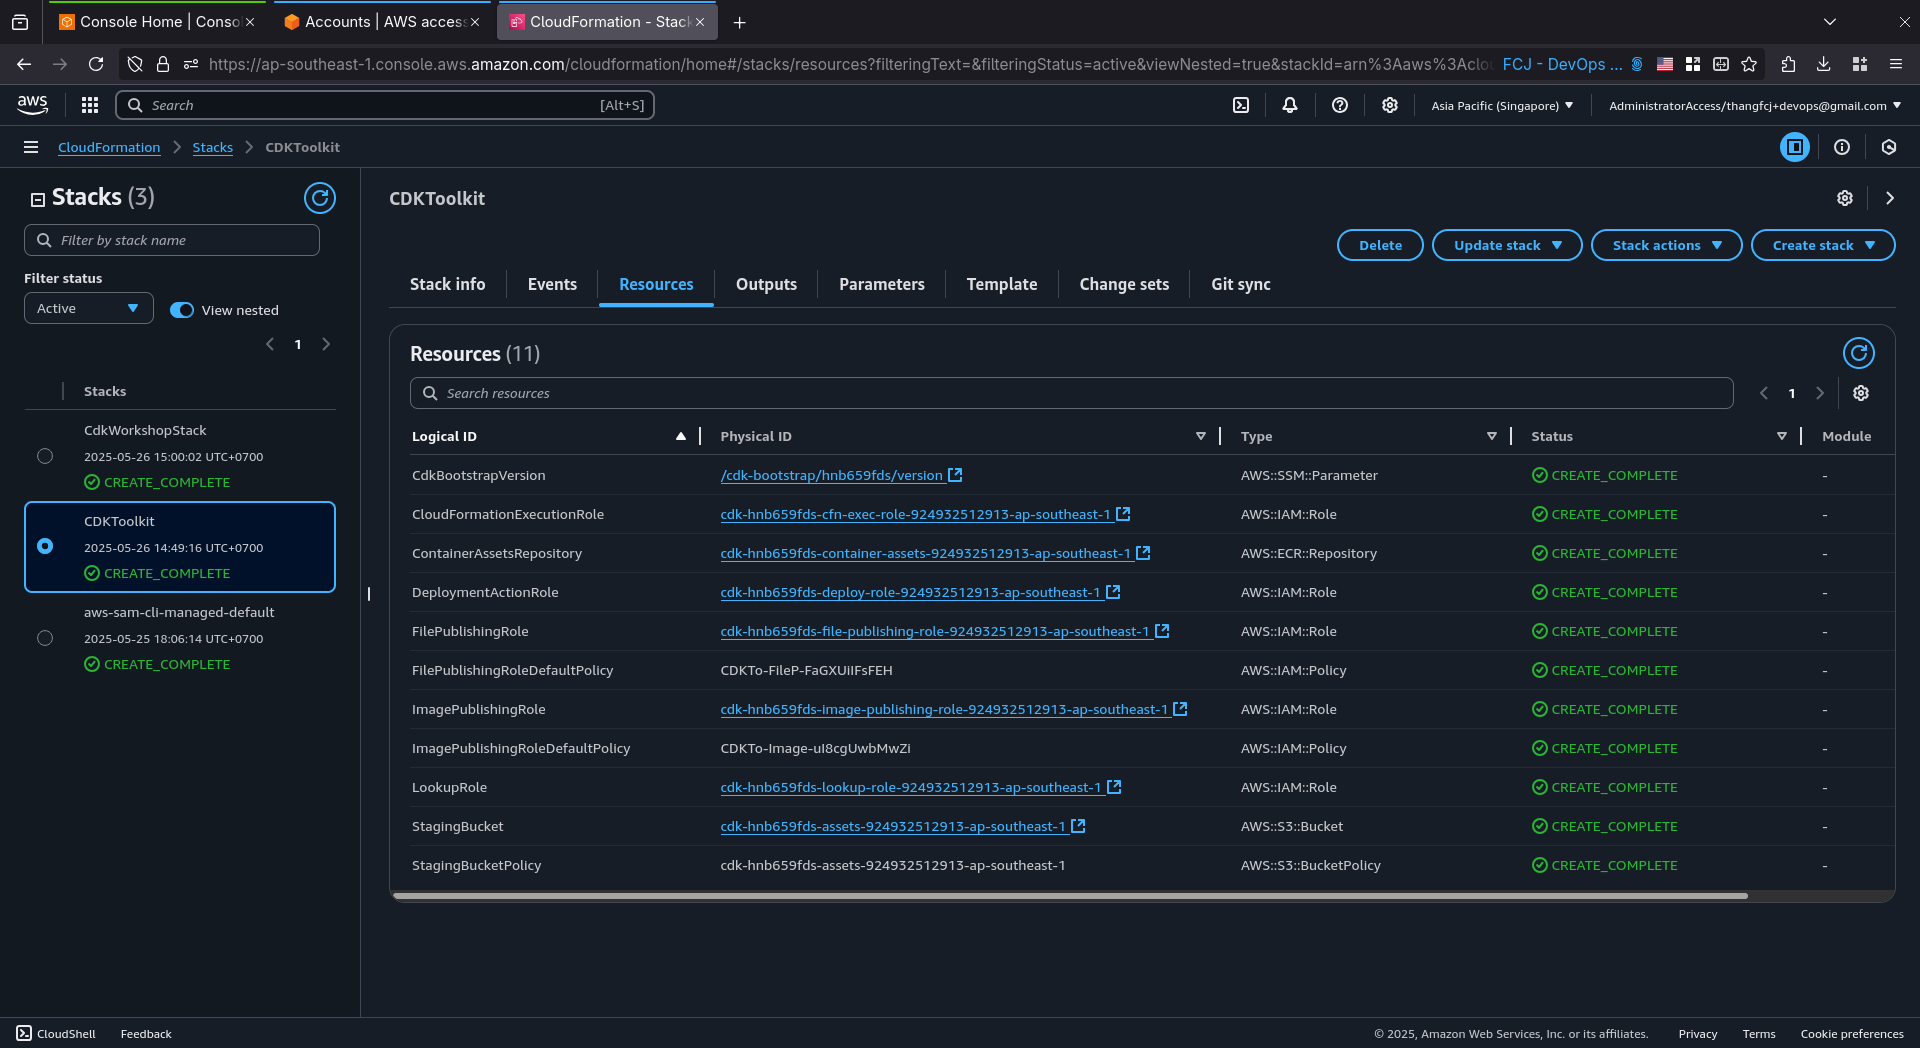 Console Home | Conso
Accounts | AWS access
CloudFormation - Stack
https://ap-southeast-1.console.aws.amazon.com/cloudformation/home#/stacks/resources?filteringText=&filteringStatus=active&viewNested=true&stackId=arn%3Aaws%3Aclou
FCJ - DevOps ...
aws
Search
[Alt+S]
Asia Pacific (Singapore)
AdministratorAccess/thangfcj+devops@gmail.com
CloudFormation
Stacks
CDKToolkit
Stacks (3)
Filter by stack name
Filter status
Active
View nested
1
Stacks
CdkWorkshopStack
2025-05-26 15:00:02 UTC+0700
CREATE_COMPLETE
CDKToolkit
2025-05-26 14:49:16 UTC+0700
CREATE_COMPLETE
aws-sam-cli-managed-default
2025-05-25 18:06:14 UTC+0700
CREATE_COMPLETE
CDKToolkit
Delete
Update stack
Stack actions
Create stack
Stack info
Events
Resources
Outputs
Parameters
Template
Change sets
Git sync
Resources (11)
Search resources
1
Logical ID Physical ID Type Status Module
CdkBootstrapVersion /cdk-bootstrap/hnb659fds/version AWS::SSM::Parameter CREATE_COMPLETE -
CloudFormationExecutionRole cdk-hnb659fds-cfn-exec-role-924932512913-ap-southeast-1 AWS::IAM::Role CREATE_COMPLETE -
ContainerAssetsRepository cdk-hnb659fds-container-assets-924932512913-ap-southeast-1 AWS::ECR::Repository CREATE_COMPLETE -
DeploymentActionRole cdk-hnb659fds-deploy-role-924932512913-ap-southeast-1 AWS::IAM::Role CREATE_COMPLETE -
FilePublishingRole cdk-hnb659fds-file-publishing-role-924932512913-ap-southeast-1 AWS::IAM::Role CREATE_COMPLETE -
FilePublishingRoleDefaultPolicy CDKTo-FileP-FaGXUiIFsFEH AWS::IAM::Policy CREATE_COMPLETE -
ImagePublishingRole cdk-hnb659fds-image-publishing-role-924932512913-ap-southeast-1 AWS::IAM::Role CREATE_COMPLETE -
ImagePublishingRoleDefaultPolicy CDKTo-Image-uI8cgUwbMwZi AWS::IAM::Policy CREATE_COMPLETE -
LookupRole cdk-hnb659fds-lookup-role-924932512913-ap-southeast-1 AWS::IAM::Role CREATE_COMPLETE -
StagingBucket cdk-hnb659fds-assets-924932512913-ap-southeast-1 AWS::S3::Bucket CREATE_COMPLETE -
StagingBucketPolicy cdk-hnb659fds-assets-924932512913-ap-southeast-1 AWS::S3::BucketPolicy CREATE_COMPLETE -
CloudShell
Feedback
© 2025, Amazon Web Services, Inc. or its affiliates.
Privacy
Terms
Cookie preferences